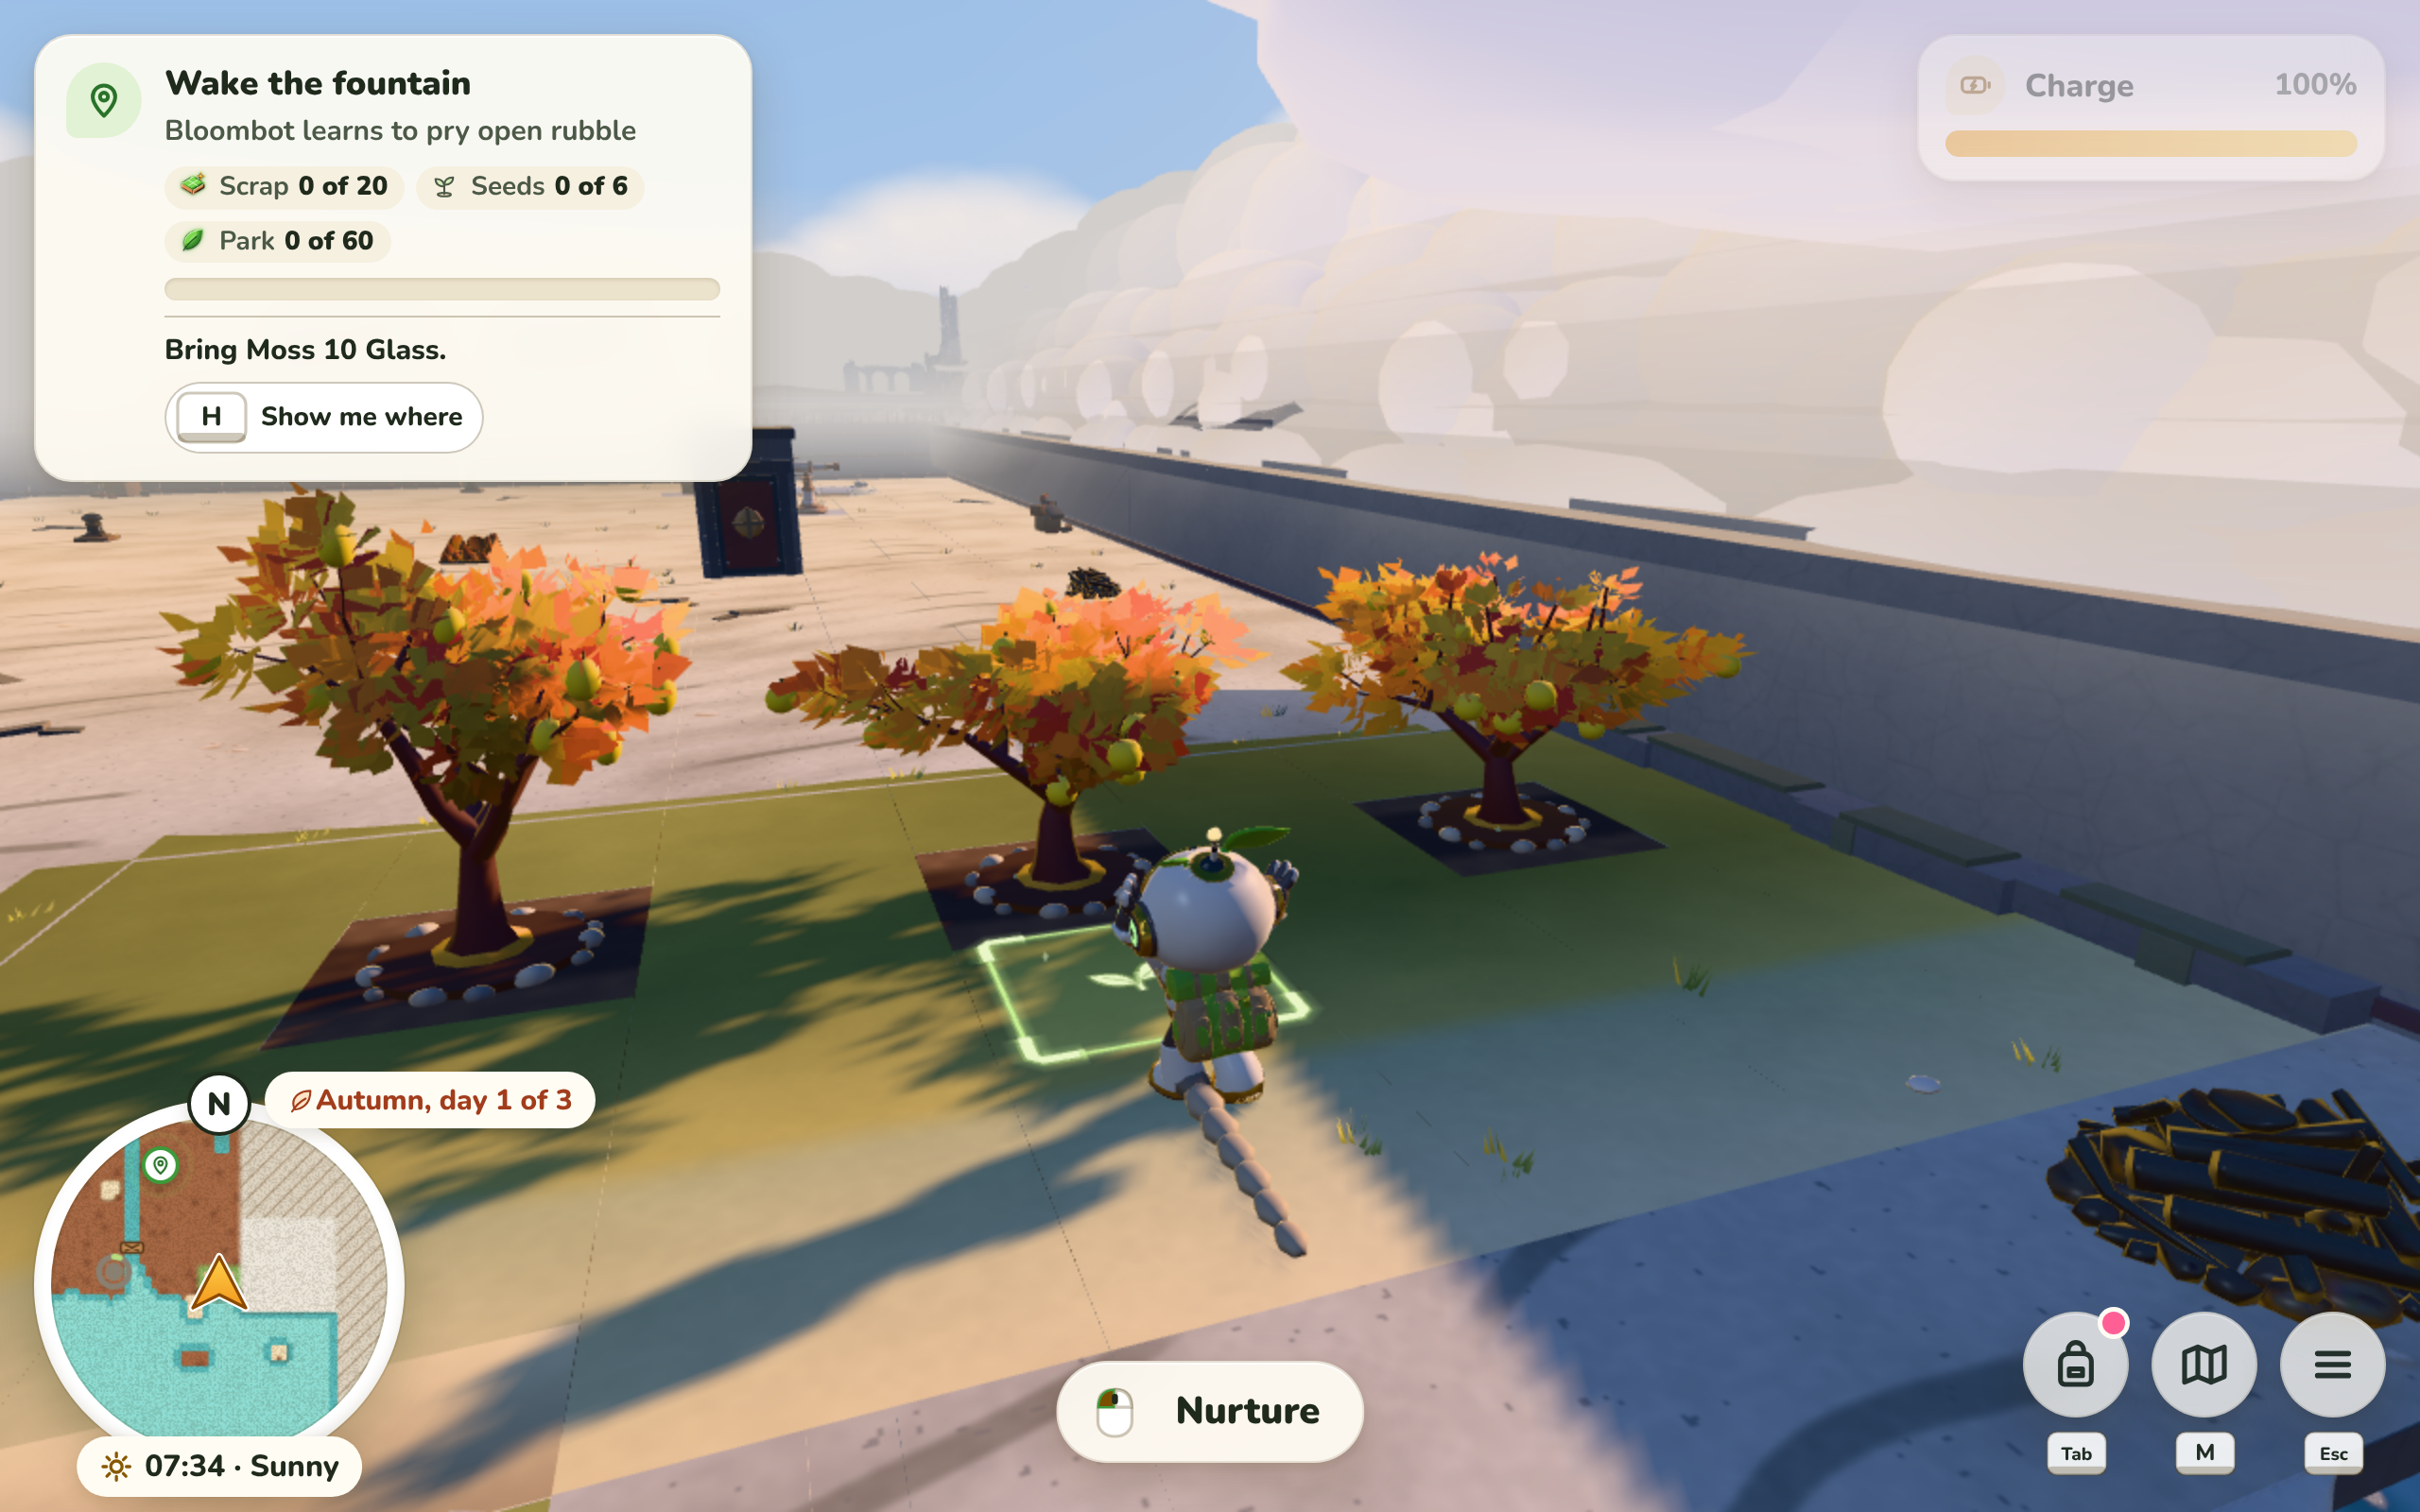 Wake the fountain
Bloombot learns to pry open rubble
Scrap 0 of 20 Seeds 0 of 6
Park 0 of 60
Bring Moss 10 Glass.
H Show me where
Charge 100%
N
Autumn, day 1 of 3
07:34 · Sunny
Nurture
Tab M Esc